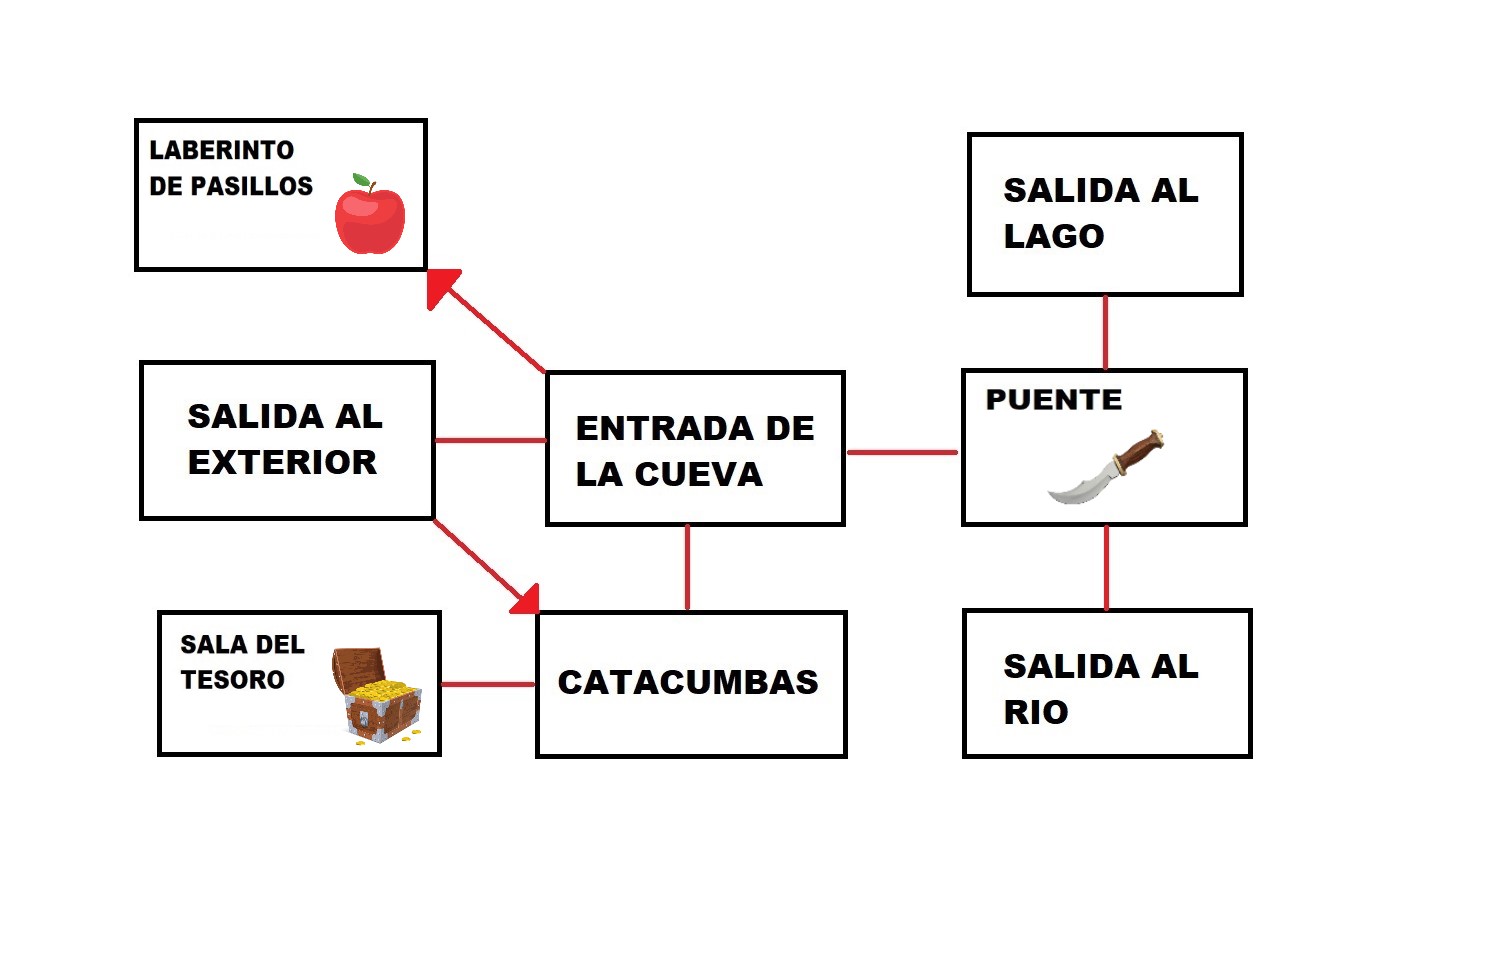 LABERINTO
DE PASILLOS
SALIDA AL
LAGO
SALIDA AL
EXTERIOR
ENTRADA DE
LA CUEVA
PUENTE
SALA DEL
TESORO
CATACUMBAS
SALIDA AL
RIO